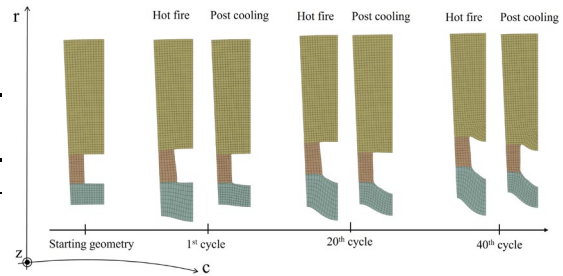 r
Hot fire Post cooling Hot fire Post cooling Hot fire Post cooling
Starting geometry 1st cycle 20th cycle 40th cycle
z
c